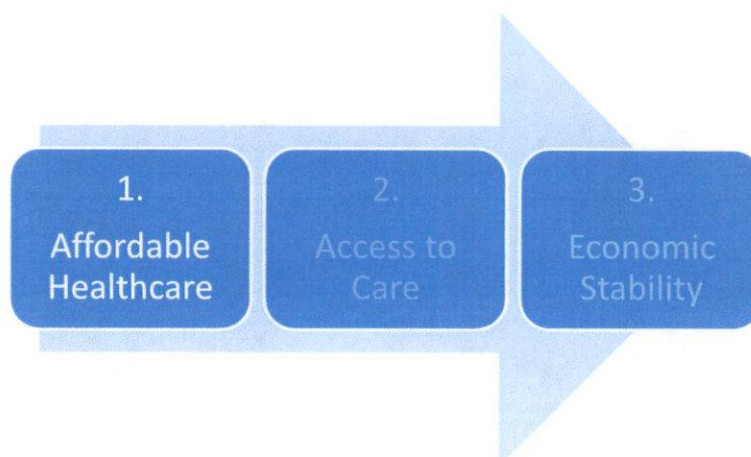 1.
Affordable
Healthcare
2.
Access to
Care
3.
Economic
Stability